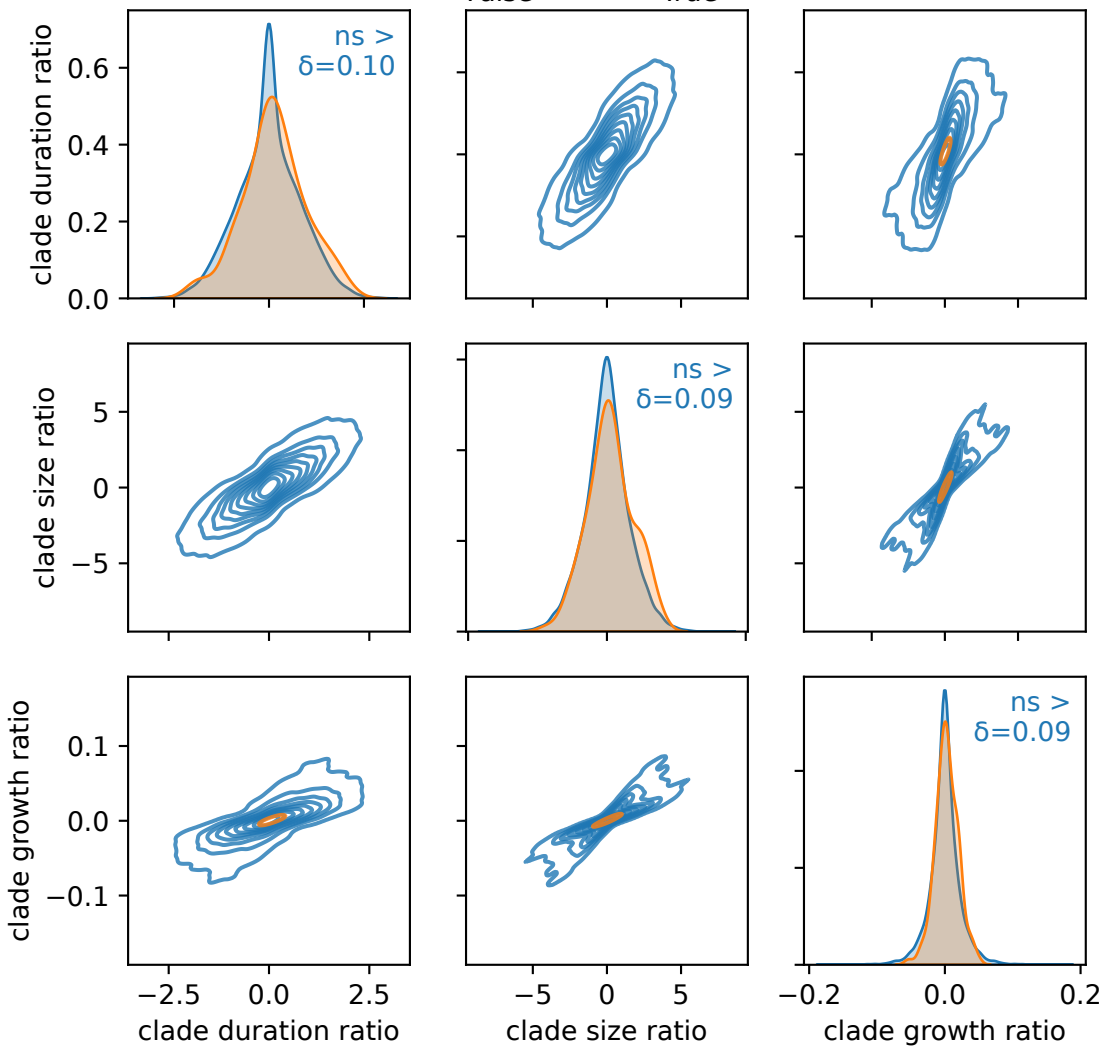 ns >
δ=0.10
clade duration ratio
0.6
0.4
0.2
0.0
ns >
δ=0.09
clade size ratio
5
0
−5
−5
0
5
ns >
δ=0.09
clade growth ratio
0.1
0.0
−0.1
−2.5
0.0
2.5
−5
0
5
−0.2
0.0
0.2
clade duration ratio
clade size ratio
clade growth ratio